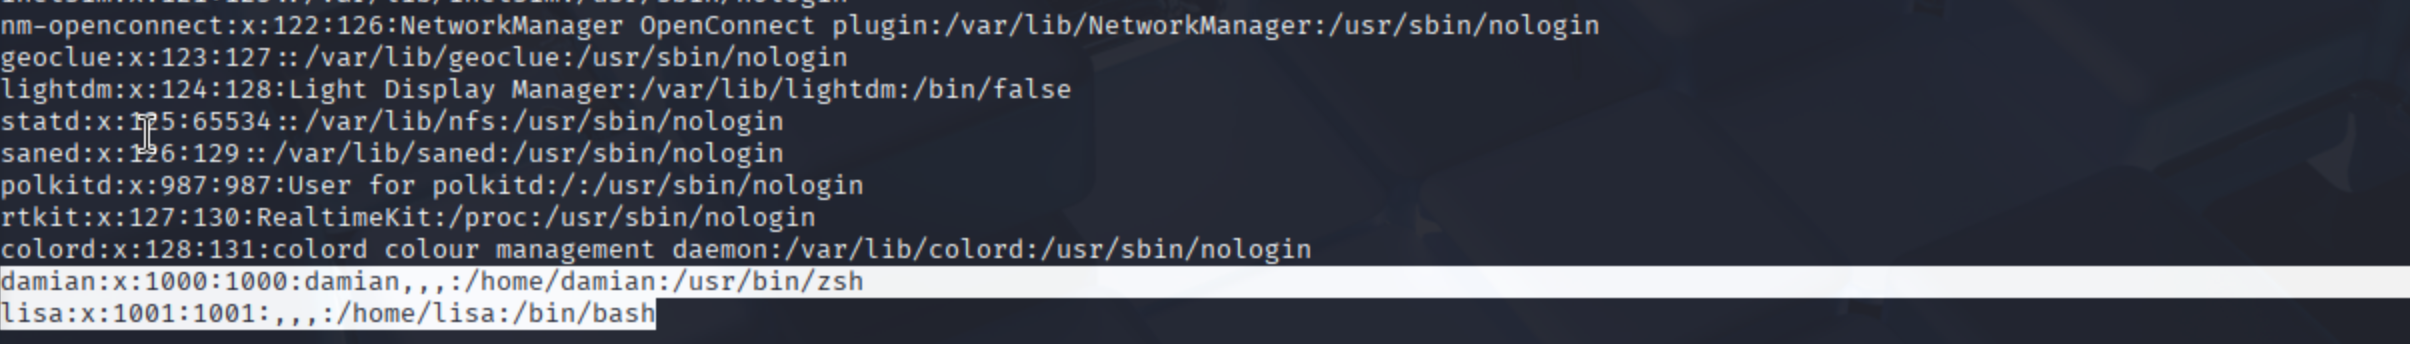 nm-openconnect:x:122:126:NetworkManager OpenConnect plugin:/var/lib/NetworkManager:/usr/sbin/nologin
geoclue:x:123:127::/var/lib/geoclue:/usr/sbin/nologin
lightdm:x:124:128:Light Display Manager:/var/lib/lightdm:/bin/false
statd:x:125:65534::/var/lib/nfs:/usr/sbin/nologin
saned:x:126:129::/var/lib/saned:/usr/sbin/nologin
polkitd:x:987:987:User for polkitd:/:/usr/sbin/nologin
rtkit:x:127:130:RealtimeKit:/proc:/usr/sbin/nologin
colord:x:128:131:colord colour management daemon:/var/lib/colord:/usr/sbin/nologin
damian:x:1000:1000:damian,,,:/home/damian:/usr/bin/zsh
lisa:x:1001:1001:,,,:/home/lisa:/bin/bash